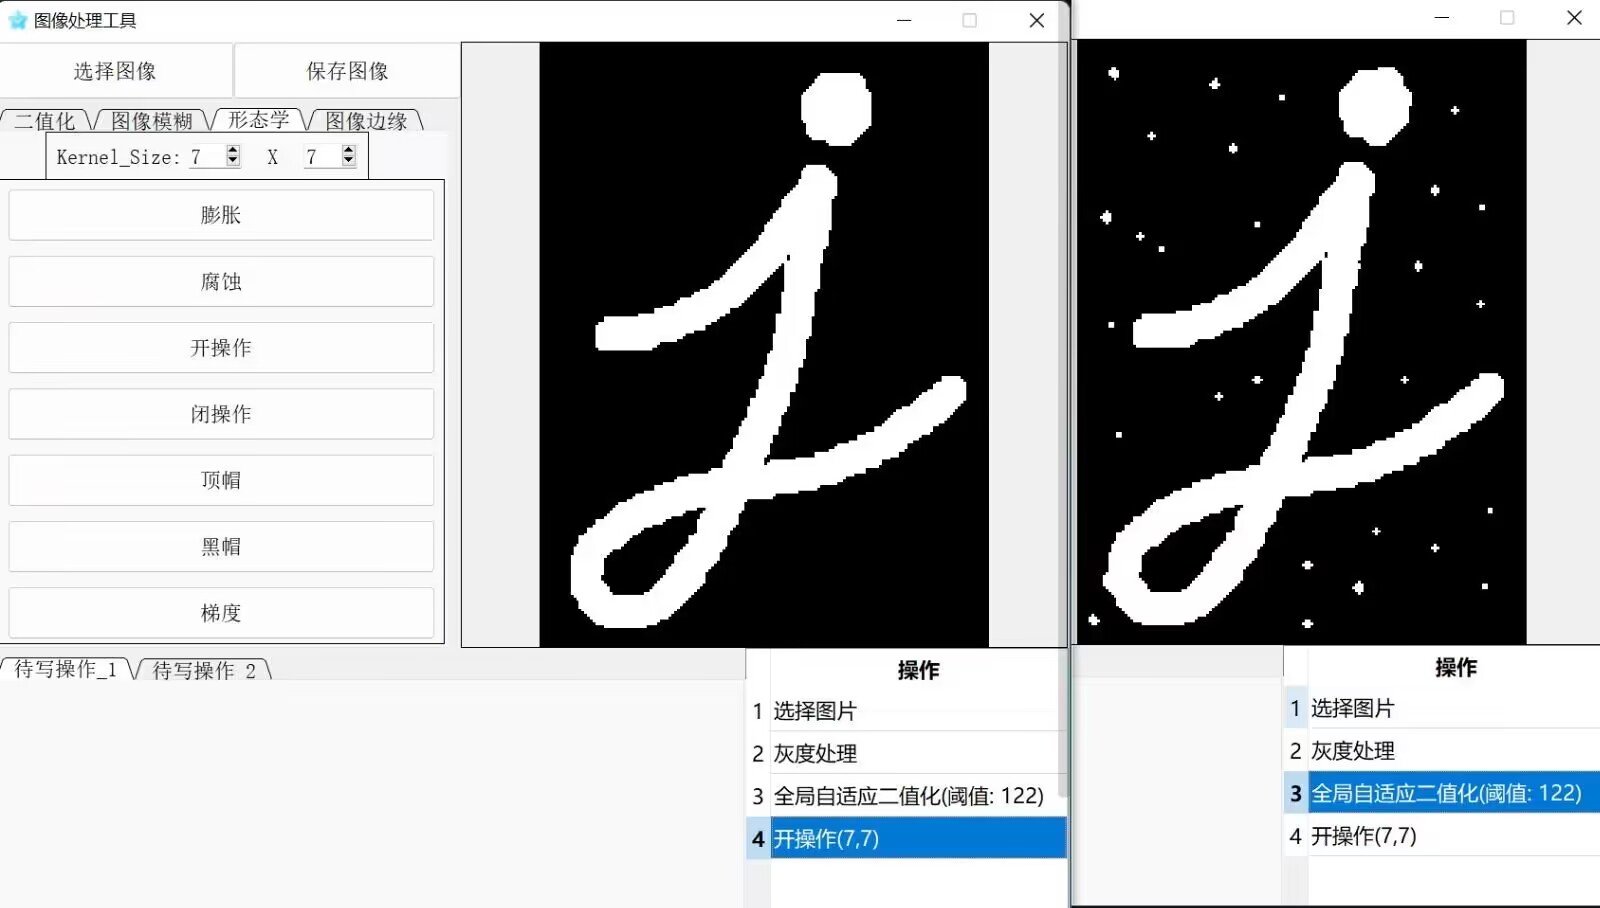 图像处理工具
选择图像 保存图像
二值化 图像模糊 形态学 图像边缘
Kernel_Size: 7 X 7
膨胀
腐蚀
开操作
闭操作
顶帽
黑帽
梯度
待写操作_1 待写操作_2
操作
1 选择图片
2 灰度处理
3 全局自适应二值化(阈值: 122)
4 开操作(7,7)
操作
1 选择图片
2 灰度处理
3 全局自适应二值化(阈值: 122)
4 开操作(7,7)
j
j